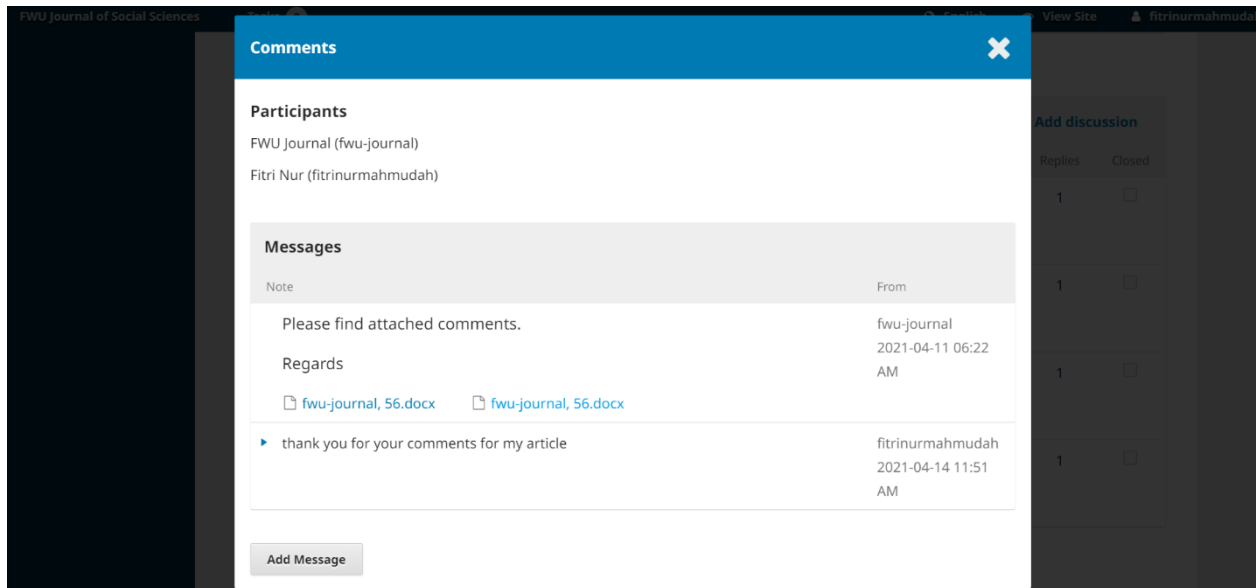 FWU Journal of Social Sciences Tasks English View Site fitrinurmahmudah
Comments
Participants
FWU Journal (fwu-journal)
Fitri Nur (fitrinurmahmudah)
Add discussion
Replies Closed
Messages
Note From
Please find attached comments. fwu-journal
2021-04-11 06:22
Regards AM
fwu-journal, 56.docx fwu-journal, 56.docx
thank you for your comments for my article fitrinurmahmudah
2021-04-14 11:51
AM
1
1
1
1
Add Message